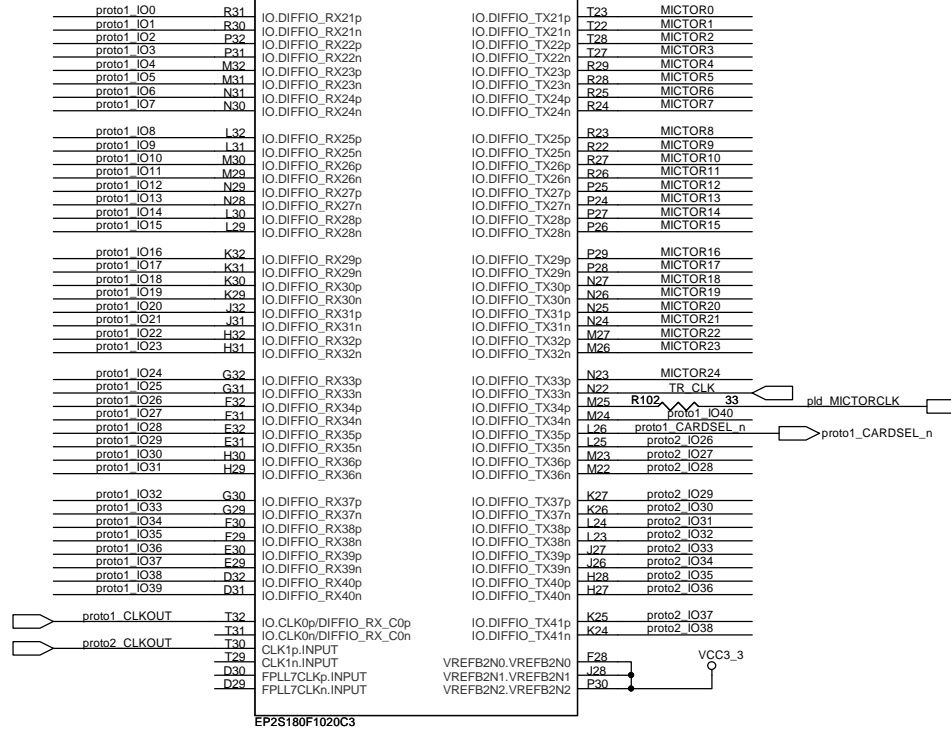 proto1_IO0 R31 IO.DIFFIO_RX21p IO.DIFFIO_TX21p T23 MICTOR0
proto1_IO1 R30 IO.DIFFIO_RX21n IO.DIFFIO_TX21n T22 MICTOR1
proto1_IO2 P32 IO.DIFFIO_RX22p IO.DIFFIO_TX22p T28 MICTOR2
proto1_IO3 P31 IO.DIFFIO_RX22n IO.DIFFIO_TX22n T27 MICTOR3
proto1_IO4 M32 IO.DIFFIO_RX23p IO.DIFFIO_TX23p R29 MICTOR4
proto1_IO5 M31 IO.DIFFIO_RX23n IO.DIFFIO_TX23n R28 MICTOR5
proto1_IO6 N31 IO.DIFFIO_RX24p IO.DIFFIO_TX24p R25 MICTOR6
proto1_IO7 N30 IO.DIFFIO_RX24n IO.DIFFIO_TX24n R24 MICTOR7
proto1_IO8 L32 IO.DIFFIO_RX25p IO.DIFFIO_TX25p R23 MICTOR8
proto1_IO9 L31 IO.DIFFIO_RX25n IO.DIFFIO_TX25n R22 MICTOR9
proto1_IO10 M30 IO.DIFFIO_RX26p IO.DIFFIO_TX26p R27 MICTOR10
proto1_IO11 M29 IO.DIFFIO_RX26n IO.DIFFIO_TX26n R26 MICTOR11
proto1_IO12 N29 IO.DIFFIO_RX27p IO.DIFFIO_TX27p P25 MICTOR12
proto1_IO13 N28 IO.DIFFIO_RX27n IO.DIFFIO_TX27n P24 MICTOR13
proto1_IO14 L30 IO.DIFFIO_RX28p IO.DIFFIO_TX28p P27 MICTOR14
proto1_IO15 L29 IO.DIFFIO_RX28n IO.DIFFIO_TX28n P26 MICTOR15
proto1_IO16 K32 IO.DIFFIO_RX29p IO.DIFFIO_TX29p P29 MICTOR16
proto1_IO17 K31 IO.DIFFIO_RX29n IO.DIFFIO_TX29n P28 MICTOR17
proto1_IO18 K30 IO.DIFFIO_RX30p IO.DIFFIO_TX30p N27 MICTOR18
proto1_IO19 K29 IO.DIFFIO_RX30n IO.DIFFIO_TX30n N26 MICTOR19
proto1_IO20 J32 IO.DIFFIO_RX31p IO.DIFFIO_TX31p N25 MICTOR20
proto1_IO21 J31 IO.DIFFIO_RX31n IO.DIFFIO_TX31n N24 MICTOR21
proto1_IO22 H32 IO.DIFFIO_RX32p IO.DIFFIO_TX32p M27 MICTOR22
proto1_IO23 H31 IO.DIFFIO_RX32n IO.DIFFIO_TX32n M26 MICTOR23
proto1_IO24 G32 IO.DIFFIO_RX33p IO.DIFFIO_TX33p N23 MICTOR24
proto1_IO25 G31 IO.DIFFIO_RX33n IO.DIFFIO_TX33n N22 TR_CLK
proto1_IO26 F32 IO.DIFFIO_RX34p IO.DIFFIO_TX34p M25 R102 33 pld_MICTORCLK
proto1_IO27 F31 IO.DIFFIO_RX34n IO.DIFFIO_TX34n M24 proto1_IO40
proto1_IO28 E32 IO.DIFFIO_RX35p IO.DIFFIO_TX35p L26 proto1_CARDSEL_n proto1_CARDSEL_n
proto1_IO29 E31 IO.DIFFIO_RX35n IO.DIFFIO_TX35n L25 proto2_IO26
proto1_IO30 H30 IO.DIFFIO_RX36p IO.DIFFIO_TX36p M23 proto2_IO27
proto1_IO31 H29 IO.DIFFIO_RX36n IO.DIFFIO_TX36n M22 proto2_IO28
proto1_IO32 G30 IO.DIFFIO_RX37p IO.DIFFIO_TX37p K27 proto2_IO29
proto1_IO33 G29 IO.DIFFIO_RX37n IO.DIFFIO_TX37n K26 proto2_IO30
proto1_IO34 F30 IO.DIFFIO_RX38p IO.DIFFIO_TX38p L24 proto2_IO31
proto1_IO35 F29 IO.DIFFIO_RX38n IO.DIFFIO_TX38n L23 proto2_IO32
proto1_IO36 E30 IO.DIFFIO_RX39p IO.DIFFIO_TX39p J27 proto2_IO33
proto1_IO37 E29 IO.DIFFIO_RX39n IO.DIFFIO_TX39n J26 proto2_IO34
proto1_IO38 D32 IO.DIFFIO_RX40p IO.DIFFIO_TX40p H28 proto2_IO35
proto1_IO39 D31 IO.DIFFIO_RX40n IO.DIFFIO_TX40n H27 proto2_IO36
proto1_CLKOUT T32 IO.CLK0p/DIFFIO_RX_C0p IO.DIFFIO_TX41p K25 proto2_IO37
T31 IO.CLK0n/DIFFIO_RX_C0n IO.DIFFIO_TX41n K24 proto2_IO38
proto2_CLKOUT T30 CLK1p.INPUT
T29 CLK1n.INPUT VREFB2N0.VREFB2N0 F28 VCC3_3
D30 FPLL7CLKp.INPUT VREFB2N1.VREFB2N1 J28
D29 FPLL7CLKn.INPUT VREFB2N2.VREFB2N2 P30
EP2S180F1020C3